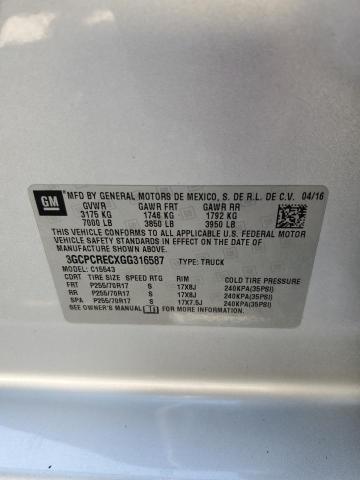 GM MFD BY GENERAL MOTORS DE MEXICO, S. DE R.L. DE C.V. 04/16
GVWR GAWR FRT GAWR RR
3175 KG 1746 KG 1792 KG
7000 LB 3850 LB 3950 LB
THIS VEHICLE CONFORMS TO ALL APPLICABLE U.S. FEDERAL MOTOR
VEHICLE SAFETY STANDARDS IN EFFECT ON THE DATE OF
MANUFACTURE SHOWN ABOVE.
3GCPCRECXGG316587 TYPE: TRUCK
MODEL: C15543
CDRT TIRE SIZE SPEED RTG RIM COLD TIRE PRESSURE
FRT P255/70R17 S 17X8J 240KPA(35PSI)
RR P255/70R17 S 17X8J 240KPA(35PSI)
SPA P255/70R17 S 17X7.5J 240KPA(35PSI)
SEE OWNER'S MANUAL FOR ADDITIONAL INFORMATION